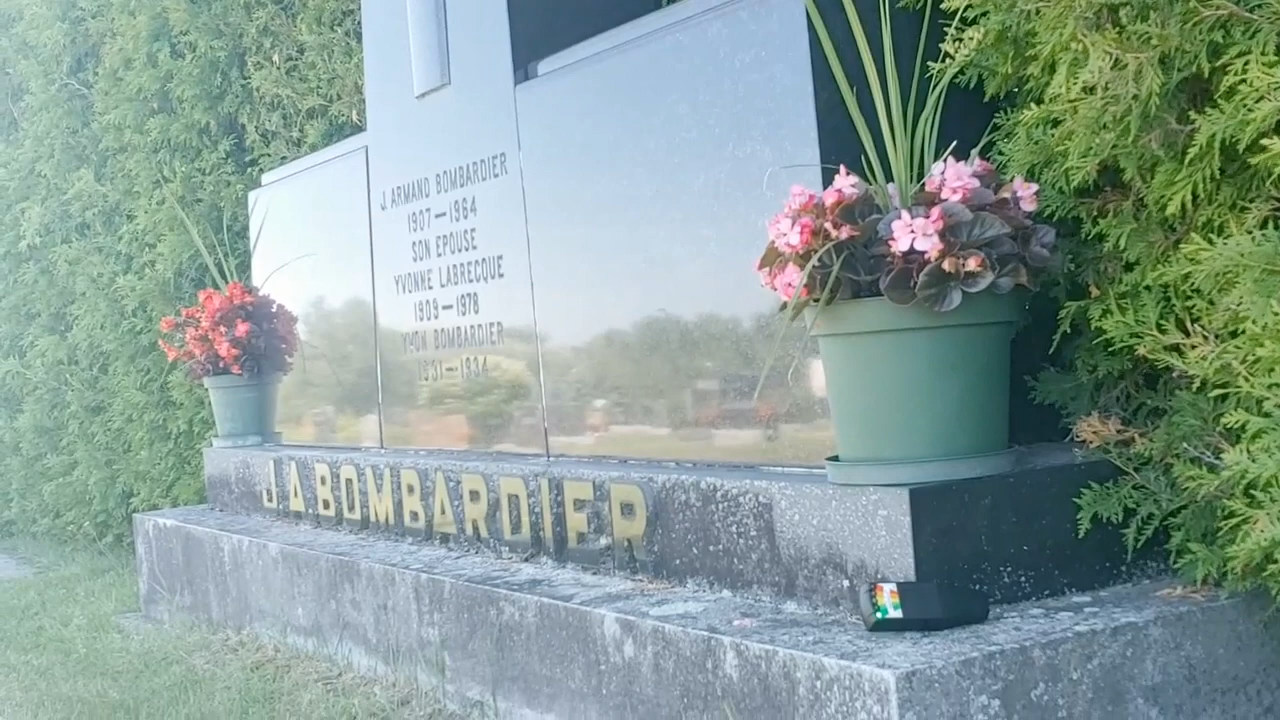 J. ARMAND BOMBARDIER
1907—1964
SON EPOUSE
YVONNE LABRECQUE
1909—1978
YVON BOMBARDIER
1931—1934
J.A. BOMBARDIER